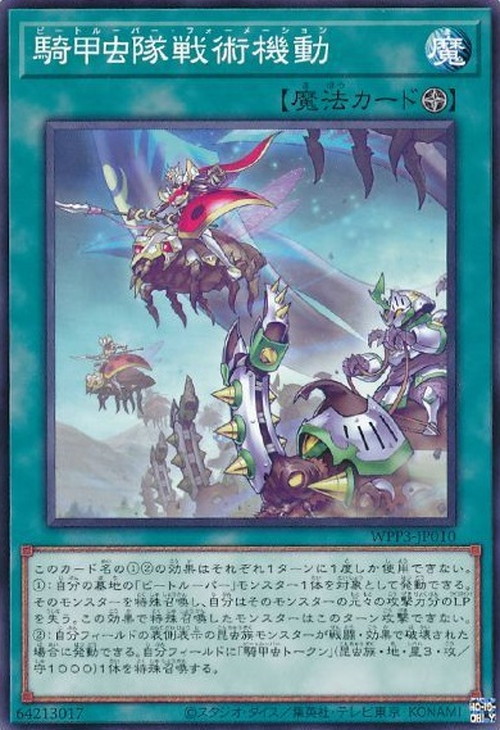 ビートルーパー・フォーメーション
騎甲虫隊戦術機動
魔
【魔法カード】
WPP3-JP010
このカード名の①②の効果はそれぞれ1ターンに1度しか使用できない。
①:自分の墓地の「ビートルーパー」モンスター1体を対象として発動できる。
そのモンスターを特殊召喚し、自分はそのモンスターの元々の攻撃力分のLP
を失う。この効果で特殊召喚したモンスターはこのターン攻撃できない。
②:自分フィールドの表側表示の昆虫族モンスターが戦闘・効果で破壊された
場合に発動できる。自分フィールドに「騎甲虫トークン」(昆虫族・地・星3・攻/
守1000)1体を特殊召喚する。
64213017
©スタジオ・ダイス/集英社・テレビ東京・KONAMI